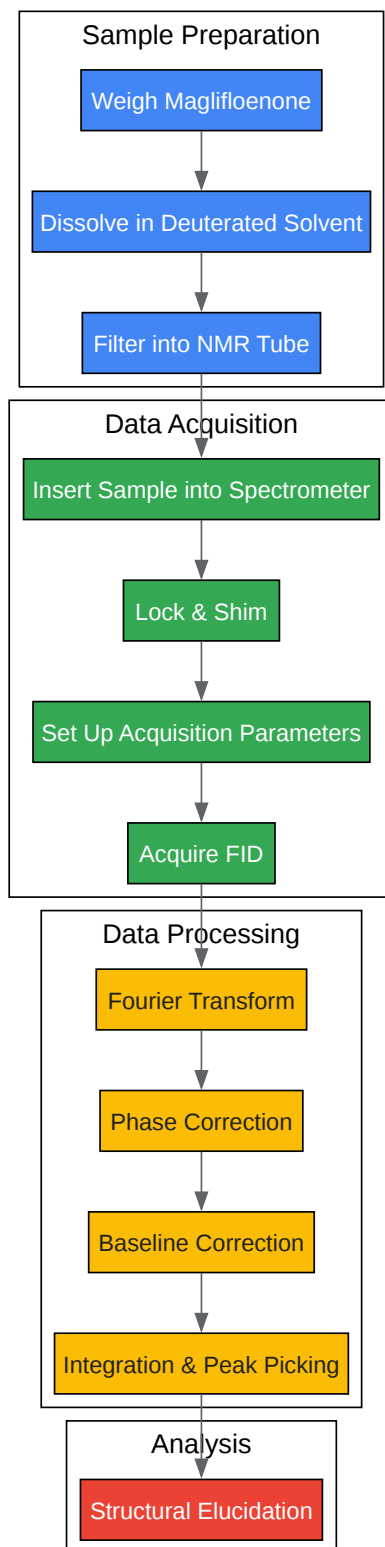 Sample Preparation
Weigh Maglifloenone
Dissolve in Deuterated Solvent
Filter into NMR Tube
Data Acquisition
Insert Sample into Spectrometer
Lock & Shim
Set Up Acquisition Parameters
Acquire FID
Data Processing
Fourier Transform
Phase Correction
Baseline Correction
Integration & Peak Picking
Analysis
Structural Elucidation